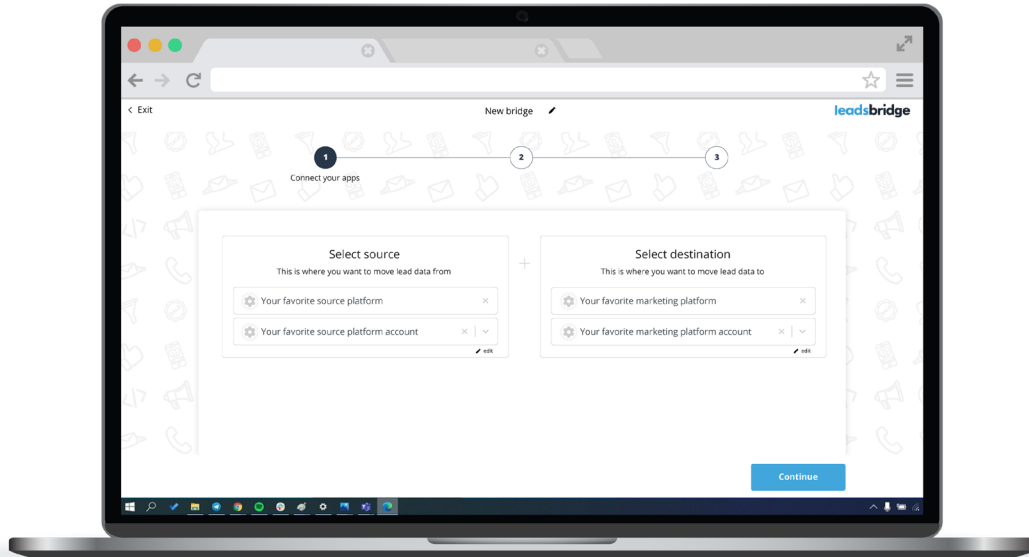 Exit
New bridge
leadsbridge
1
2
3
Connect your apps
Select source
This is where you want to move lead data from
Your favorite source platform
Your favorite source platform account
edit
Select destination
This is where you want to move lead data to
Your favorite marketing platform
Your favorite marketing platform account
edit
Continue